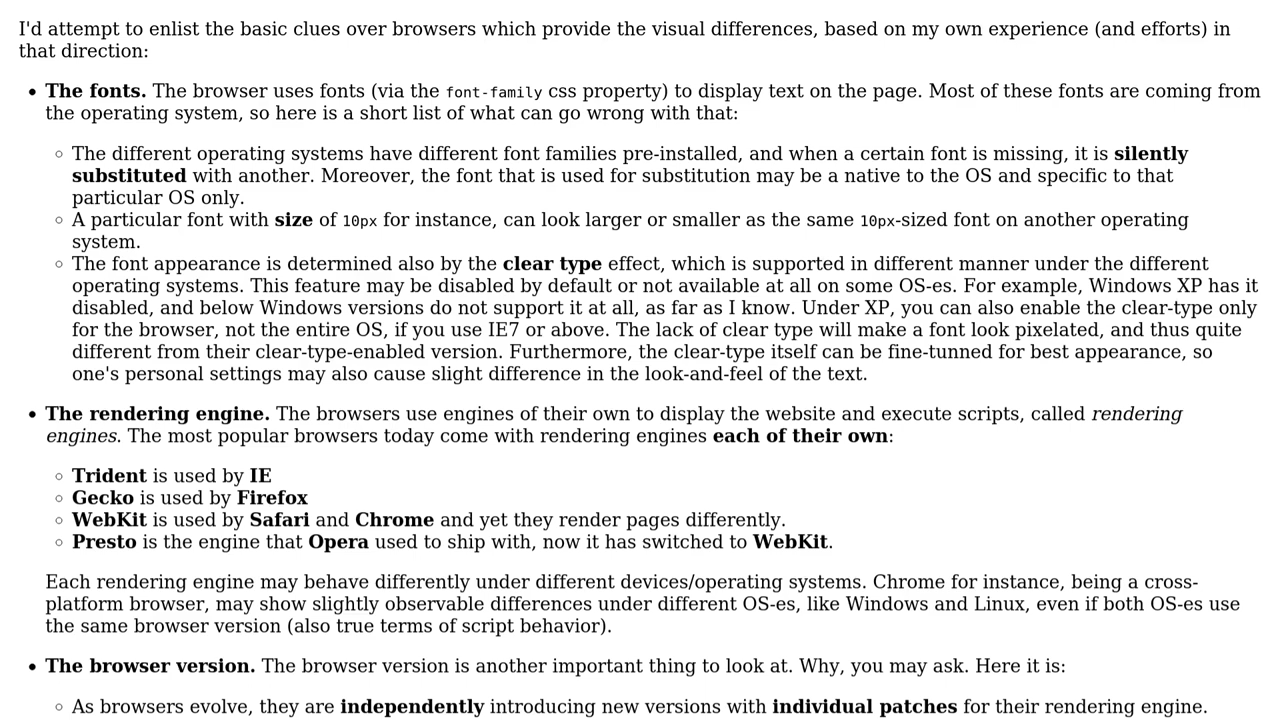 I'd attempt to enlist the basic clues over browsers which provide the visual differences, based on my own experience (and efforts) in
that direction:
• The fonts. The browser uses fonts (via the font-family css property) to display text on the page. Most of these fonts are coming from
the operating system, so here is a short list of what can go wrong with that:
◦ The different operating systems have different font families pre-installed, and when a certain font is missing, it is silently
substituted with another. Moreover, the font that is used for substitution may be a native to the OS and specific to that
particular OS only.
◦ A particular font with size of 10px for instance, can look larger or smaller as the same 10px-sized font on another operating
system.
◦ The font appearance is determined also by the clear type effect, which is supported in different manner under the different
operating systems. This feature may be disabled by default or not available at all on some OS-es. For example, Windows XP has it
disabled, and below Windows versions do not support it at all, as far as I know. Under XP, you can also enable the clear-type only
for the browser, not the entire OS, if you use IE7 or above. The lack of clear type will make a font look pixelated, and thus quite
different from their clear-type-enabled version. Furthermore, the clear-type itself can be fine-tunned for best appearance, so
one's personal settings may also cause slight difference in the look-and-feel of the text.
• The rendering engine. The browsers use engines of their own to display the website and execute scripts, called rendering
engines. The most popular browsers today come with rendering engines each of their own:
◦ Trident is used by IE
◦ Gecko is used by Firefox
◦ WebKit is used by Safari and Chrome and yet they render pages differently.
◦ Presto is the engine that Opera used to ship with, now it has switched to WebKit.
Each rendering engine may behave differently under different devices/operating systems. Chrome for instance, being a cross-
platform browser, may show slightly observable differences under different OS-es, like Windows and Linux, even if both OS-es use
the same browser version (also true terms of script behavior).
• The browser version. The browser version is another important thing to look at. Why, you may ask. Here it is:
◦ As browsers evolve, they are independently introducing new versions with individual patches for their rendering engine.